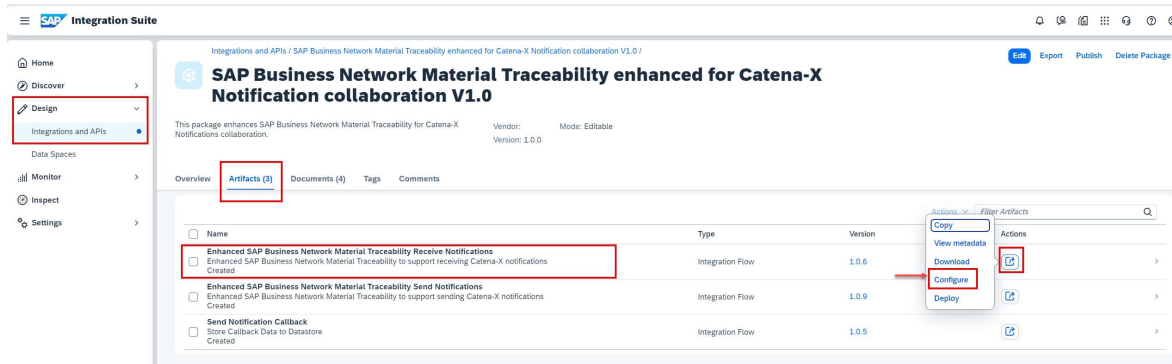 SAP Integration Suite
Home
Discover
Design
Integrations and APIs
Data Spaces
Monitor
Inspect
Settings
Integrations and APIs / SAP Business Network Material Traceability enhanced for Catena-X Notification collaboration V1.0 /
Edit Export Publish Delete Package
SAP Business Network Material Traceability enhanced for Catena-X
Notification collaboration V1.0
This package enhances SAP Business Network Material Traceability for Catena-X
Notifications collaboration.
Vendor: Mode: Editable
Version: 1.0.0
Overview Artifacts (3) Documents (4) Tags Comments
Actions Filter Artifacts
Name Type Version Actions
Enhanced SAP Business Network Material Traceability Receive Notifications
Enhanced SAP Business Network Material Traceability to support receiving Catena-X notifications
Created
Integration Flow 1.0.6
Enhanced SAP Business Network Material Traceability Send Notifications
Enhanced SAP Business Network Material Traceability to support sending Catena-X notifications
Created
Integration Flow 1.0.9
Send Notification Callback
Store Callback Data to Datastore
Created
Integration Flow 1.0.5
Copy
View metadata
Download
Configure
Deploy